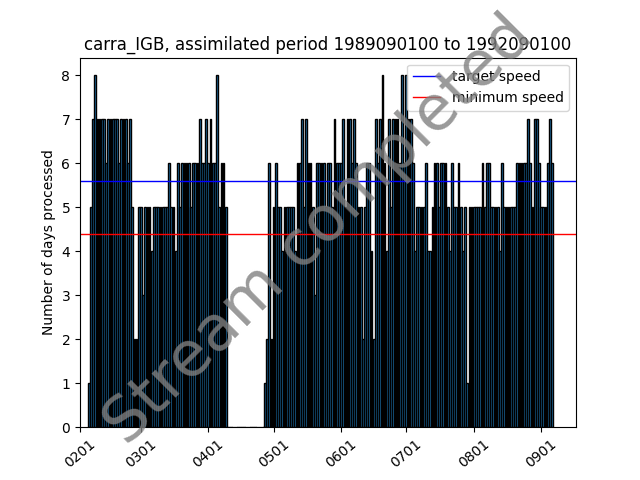 carra_IGB, assimilated period 1989090100 to 1992090100
target speed
minimum speed
Stream completed
Number of days processed
8
7
6
5
4
3
2
1
0
0201 0301 0401 0501 0601 0701 0801 0901